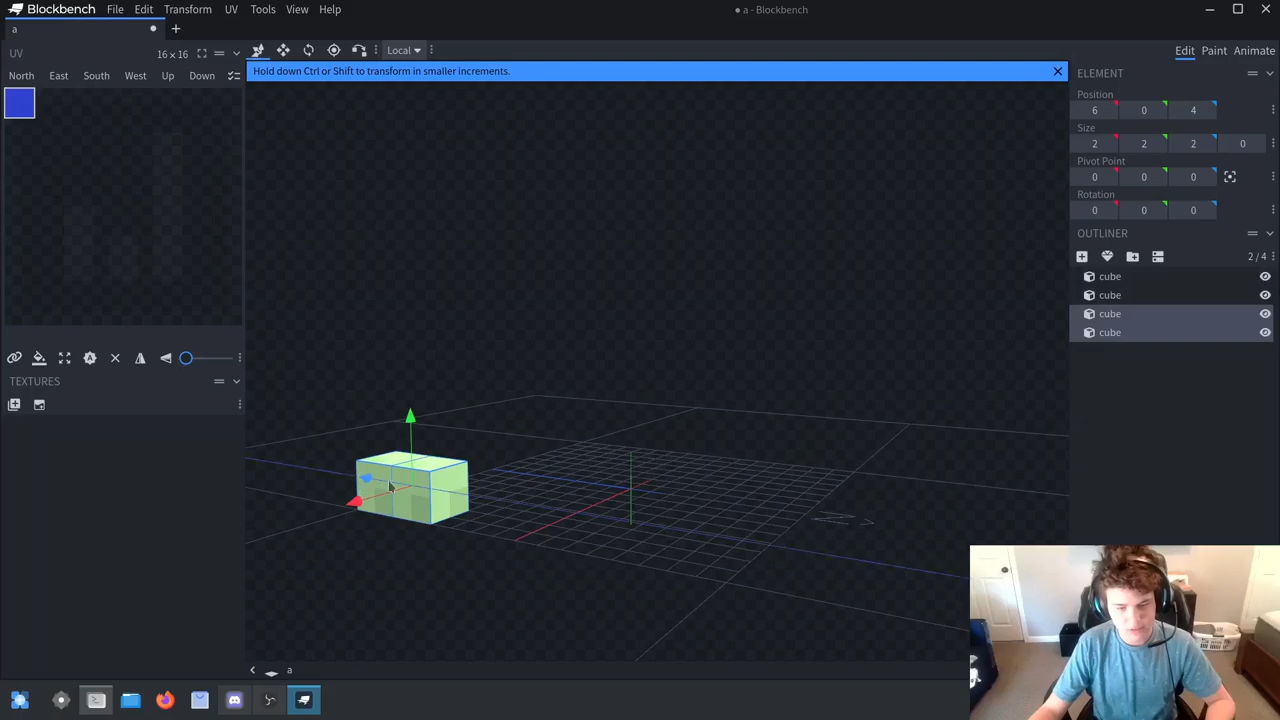 Blockbench File Edit Transform UV Tools View Help
● a - Blockbench
a
UV 16 × 16
North East South West Up Down
Local
Edit Paint Animate
Hold down Ctrl or Shift to transform in smaller increments.
ELEMENT
Position
6 0 4
Size
2 2 2 0
Pivot Point
0 0 0
Rotation
0 0 0
OUTLINER
2 / 4
cube
cube
cube
cube
TEXTURES
a